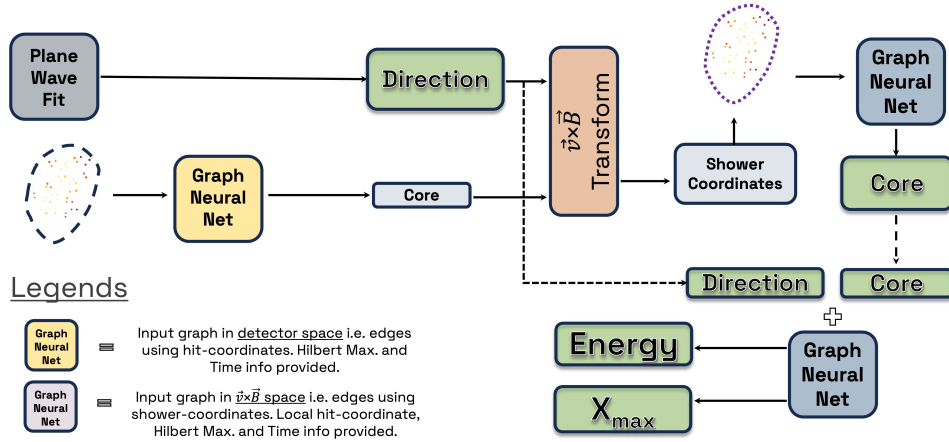 Plane
Wave
Fit
Direction
v⃗×B⃗
Transform
Graph
Neural
Net
Graph
Neural
Net
Core
Shower
Coordinates
Core
Direction
Core
Legends
Graph
Neural
Net
=
Input graph in detector space i.e. edges
using hit-coordinates. Hilbert Max. and
Time info provided.
Graph
Neural
Net
=
Input graph in v⃗×B⃗ space i.e. edges using
shower-coordinates. Local hit-coordinate,
Hilbert Max. and Time info provided.
+
Energy
Xmax
Graph
Neural
Net